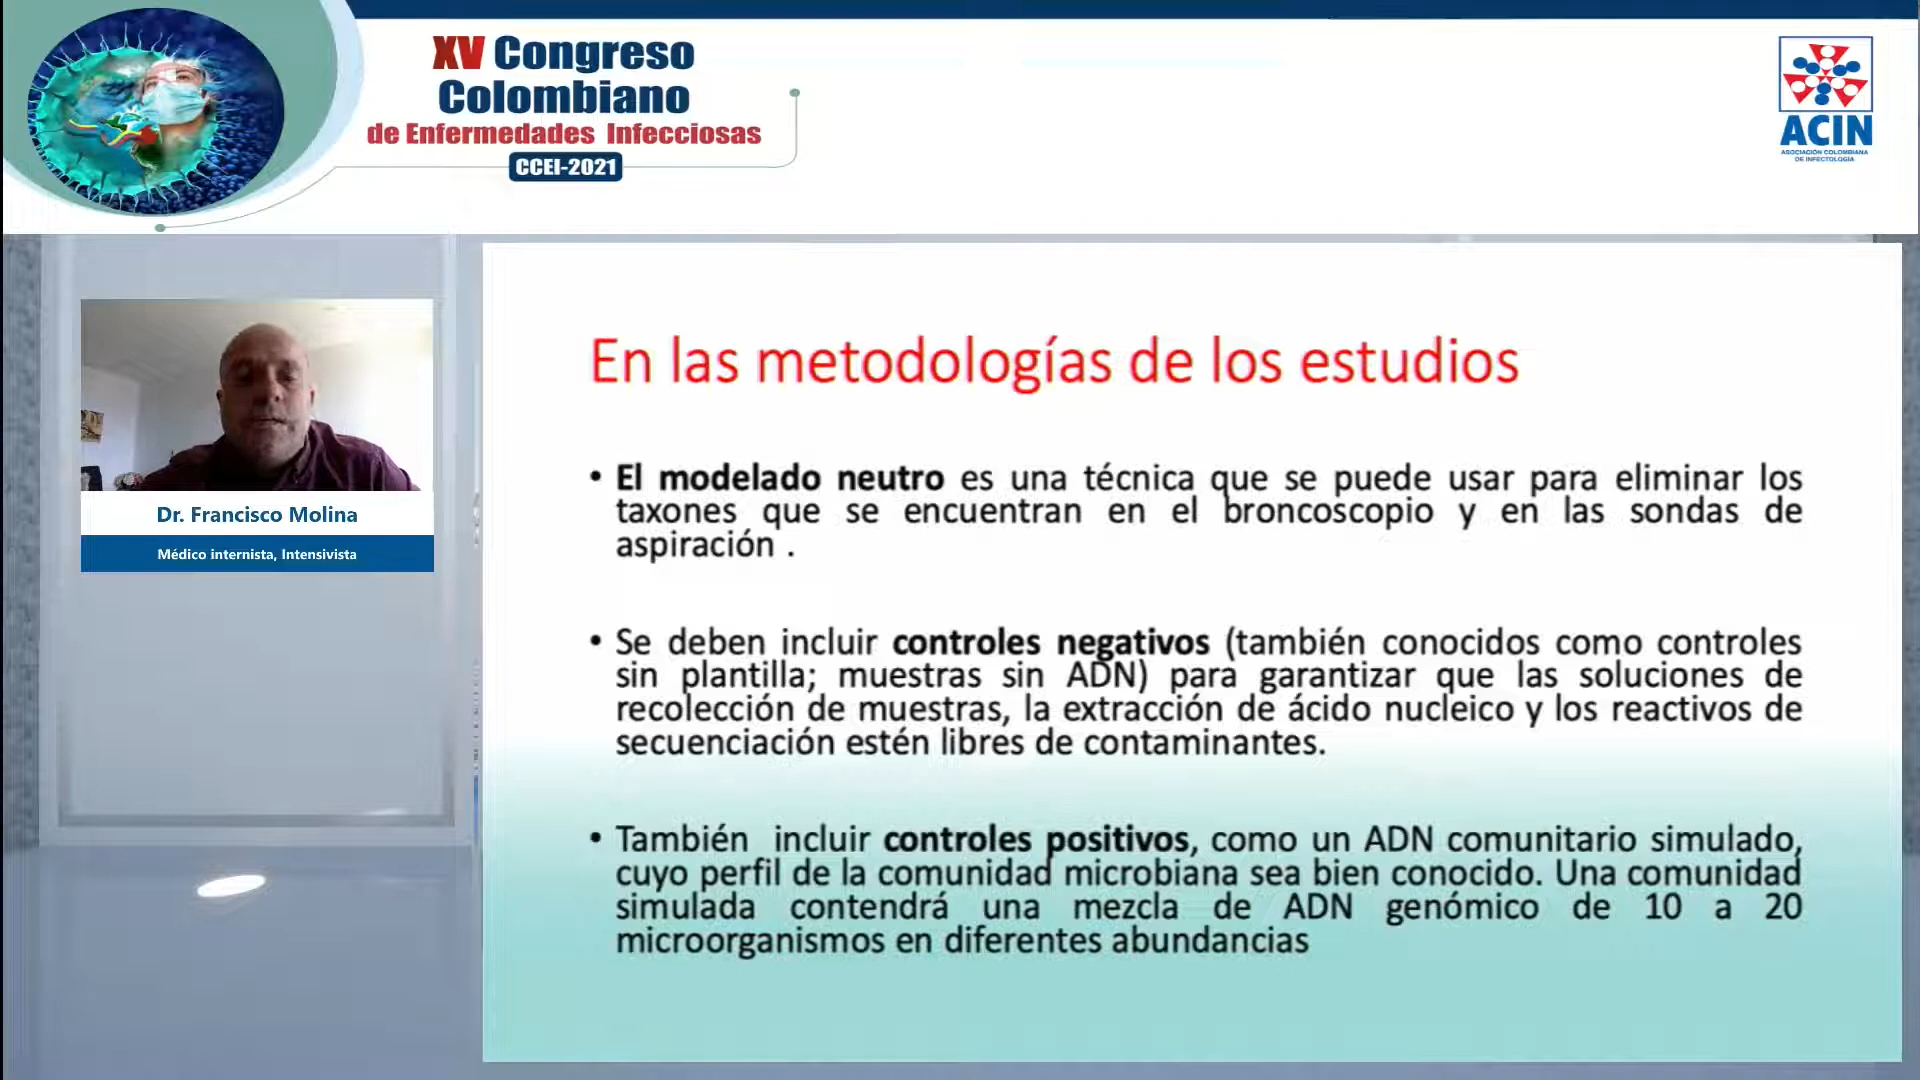 XV Congreso
Colombiano
de Enfermedades Infecciosas
CCEI-2021
ACIN
ASOCIACIÓN COLOMBIANA
DE INFECTOLOGÍA
Dr. Francisco Molina
Médico internista, Intensivista
En las metodologías de los estudios
• El modelado neutro es una técnica que se puede usar para eliminar los
taxones que se encuentran en el broncoscopio y en las sondas de
aspiración .
• Se deben incluir controles negativos (también conocidos como controles
sin plantilla; muestras sin ADN) para garantizar que las soluciones de
recolección de muestras, la extracción de ácido nucleico y los reactivos de
secuenciación estén libres de contaminantes.
• También incluir controles positivos, como un ADN comunitario simulado,
cuyo perfil de la comunidad microbiana sea bien conocido. Una comunidad
simulada contendrá una mezcla de ADN genómico de 10 a 20
microorganismos en diferentes abundancias